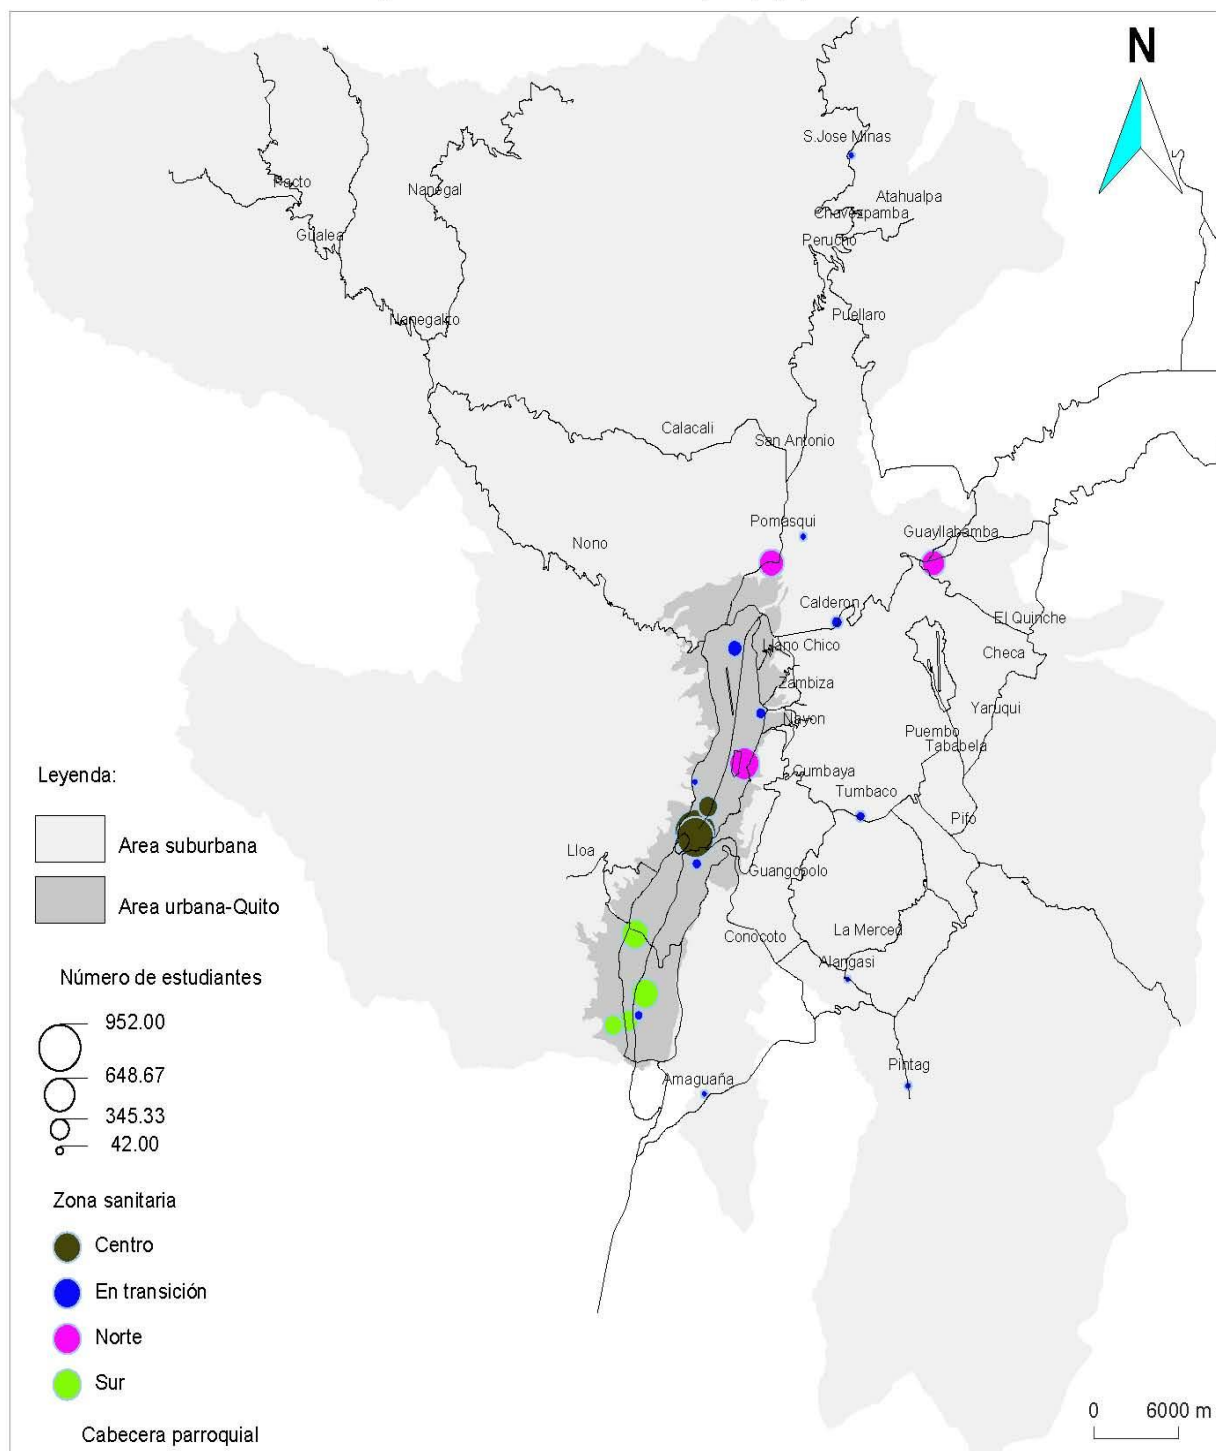 N
S.Jose Minas
Pacto
Nanegal
Atahualpa
Chavezpamba
Gualea
Perucho
Nanegalito
Puellaro
Calacali
San Antonio
Pomasqui
Guayllabamba
Nono
Calderon
El Quinche
Llano Chico
Checa
Zambiza
Yaruqui
Nayon
Puembo
Tababela
Cumbaya
Tumbaco
Pifo
Lloa
Guangopolo
La Merced
Conocoto
Alangasi
Amaguaña
Pintag
Leyenda:
Area suburbana
Area urbana-Quito
Número de estudiantes
952.00
648.67
345.33
42.00
Zona sanitaria
Centro
En transición
Norte
Sur
Cabecera parroquial
0 6000 m